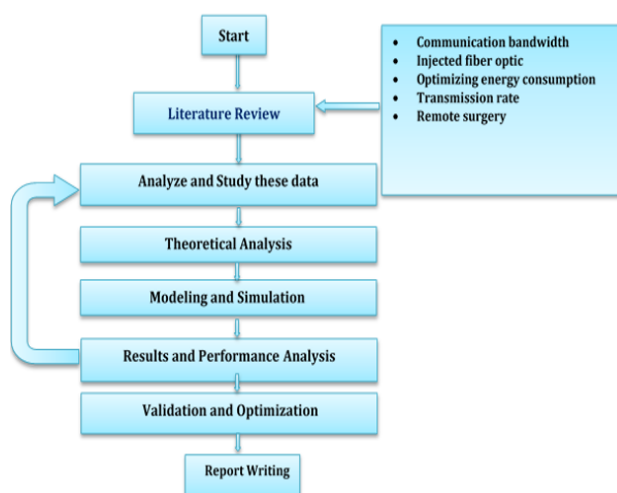 Start
• Communication bandwidth
• Injected fiber optic
• Optimizing energy consumption
• Transmission rate
• Remote surgery
Literature Review
Analyze and Study these data
Theoretical Analysis
Modeling and Simulation
Results and Performance Analysis
Validation and Optimization
Report Writing